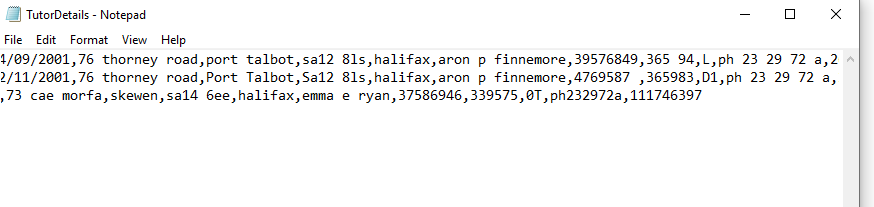 TutorDetails - Notepad
File Edit Format View Help
4/09/2001,76 thorney road,Port talbot,sa12 8ls,halifax,aron p finnemore,39576849,365 94,L,ph 23 29 72 a,2
2/11/2001,76 thorney road,Port Talbot,Sa12 8ls,halifax,aron p finnemore,4769587 ,365983,D1,ph 23 29 72 a,
,73 cae morfa,skewen,sa14 6ee,halifax,emma e ryan,37586946,339575,0T,ph232972a,111746397